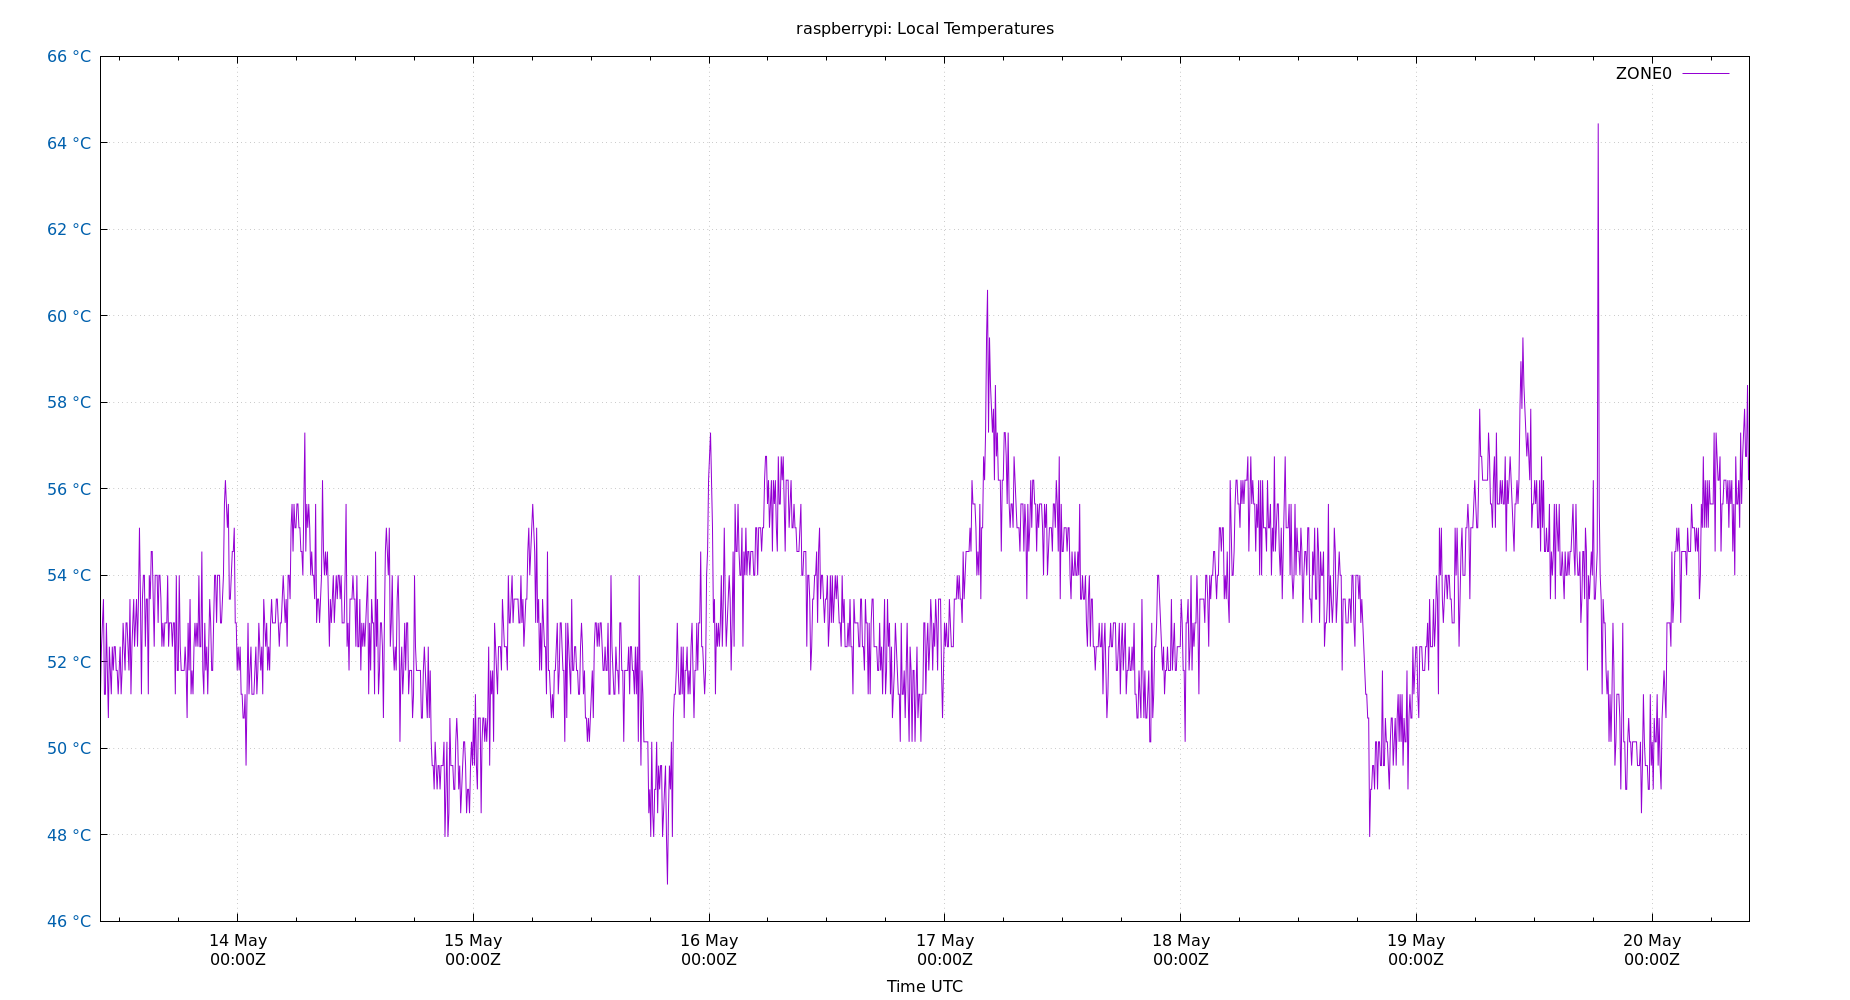 raspberrypi: Local Temperatures
66 °C
ZONE0
64 °C
62 °C
60 °C
58 °C
56 °C
54 °C
52 °C
50 °C
48 °C
46 °C
14 May 15 May 16 May 17 May 18 May 19 May 20 May
00:00Z 00:00Z 00:00Z 00:00Z 00:00Z 00:00Z 00:00Z
Time UTC